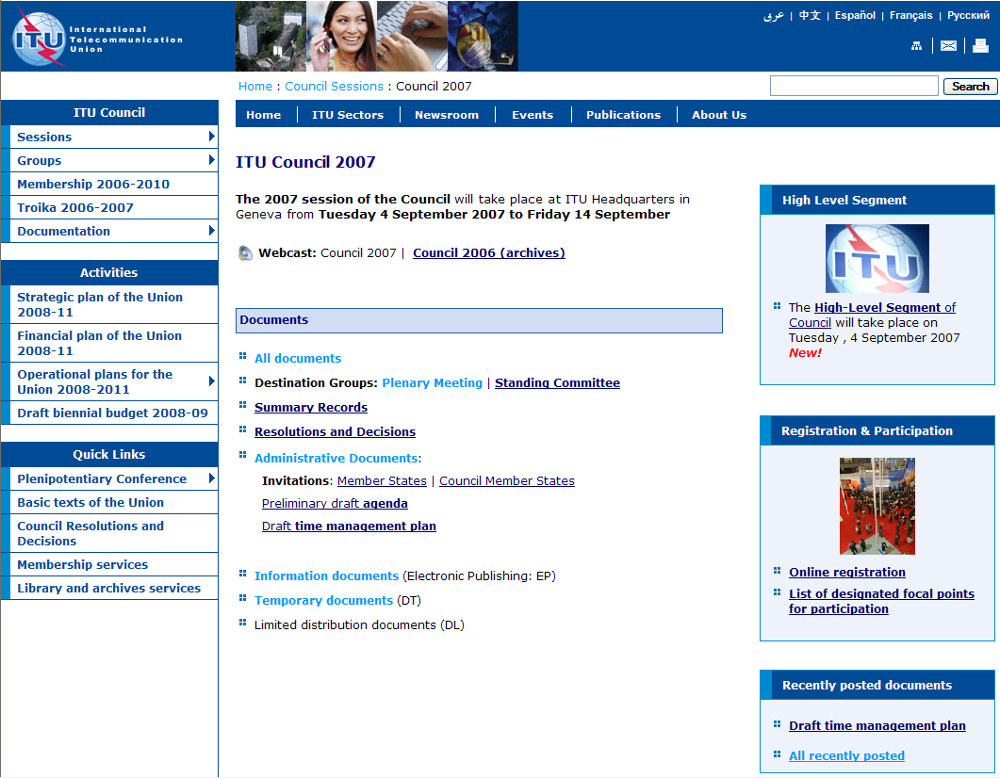 ITU
International
Telecommunication
Union
عربي | 中文 | Español | Français | Русский
Home : Council Sessions : Council 2007
Search
Home | ITU Sectors | Newsroom | Events | Publications | About Us
ITU Council
Sessions
Groups
Membership 2006-2010
Troika 2006-2007
Documentation
Activities
Strategic plan of the Union
2008-11
Financial plan of the Union
2008-11
Operational plans for the
Union 2008-2011
Draft biennial budget 2008-09
Quick Links
Plenipotentiary Conference
Basic texts of the Union
Council Resolutions and
Decisions
Membership services
Library and archives services
ITU Council 2007
The 2007 session of the Council will take place at ITU Headquarters in
Geneva from Tuesday 4 September 2007 to Friday 14 September
Webcast: Council 2007 | Council 2006 (archives)
Documents
All documents
Destination Groups: Plenary Meeting | Standing Committee
Summary Records
Resolutions and Decisions
Administrative Documents:
Invitations: Member States | Council Member States
Preliminary draft agenda
Draft time management plan
Information documents (Electronic Publishing: EP)
Temporary documents (DT)
Limited distribution documents (DL)
High Level Segment
ITU
The High-Level Segment of
Council will take place on
Tuesday , 4 September 2007
New!
Registration & Participation
Online registration
List of designated focal points
for participation
Recently posted documents
Draft time management plan
All recently posted